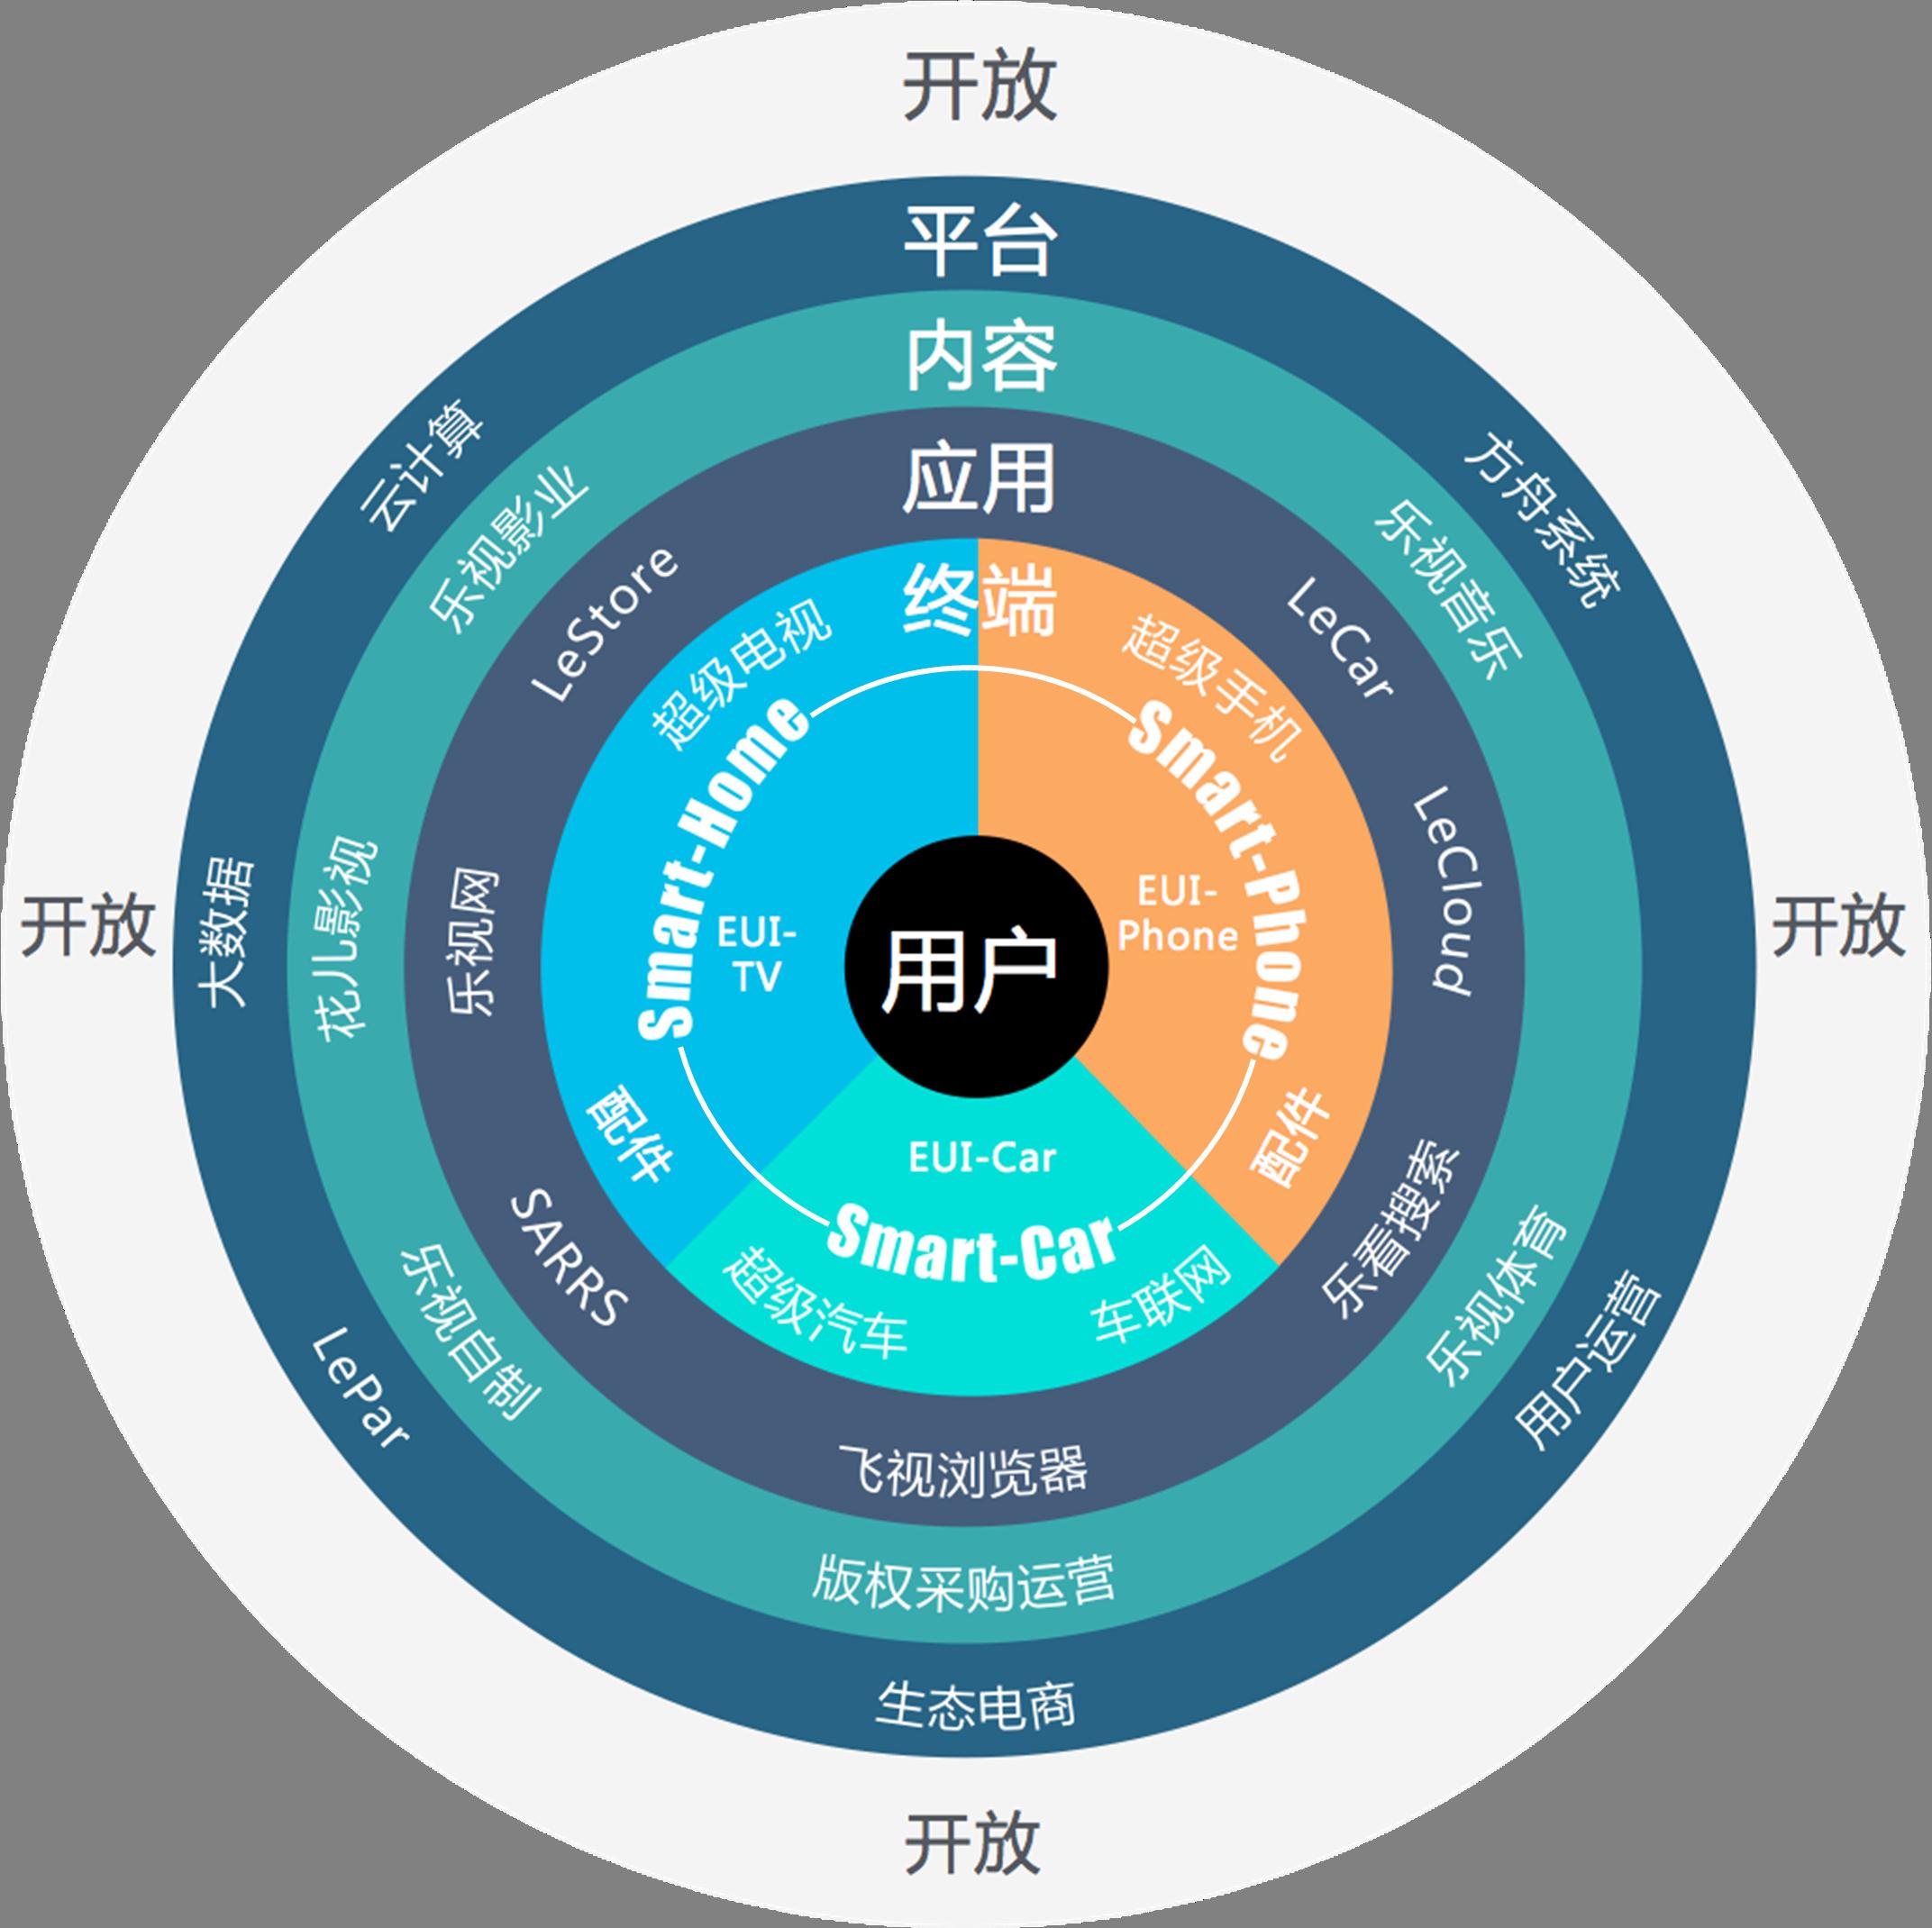 开放
平台
内容
应用
终端
云计算
方舟系统
乐视影业
乐视音乐
LeStore
LeCar
超级电视
超级手机
Smart-Home
Smart-Phone
大数据
花儿影视
乐视网
EUI-
TV
用户
EUI-
Phone
LeCloud
开放
开放
配件
配件
EUI-Car
Smart-Car
超级汽车
车联网
SARRS
乐看搜索
乐视自制
乐视体育
LePar
用户运营
飞视浏览器
版权采购运营
生态电商
开放